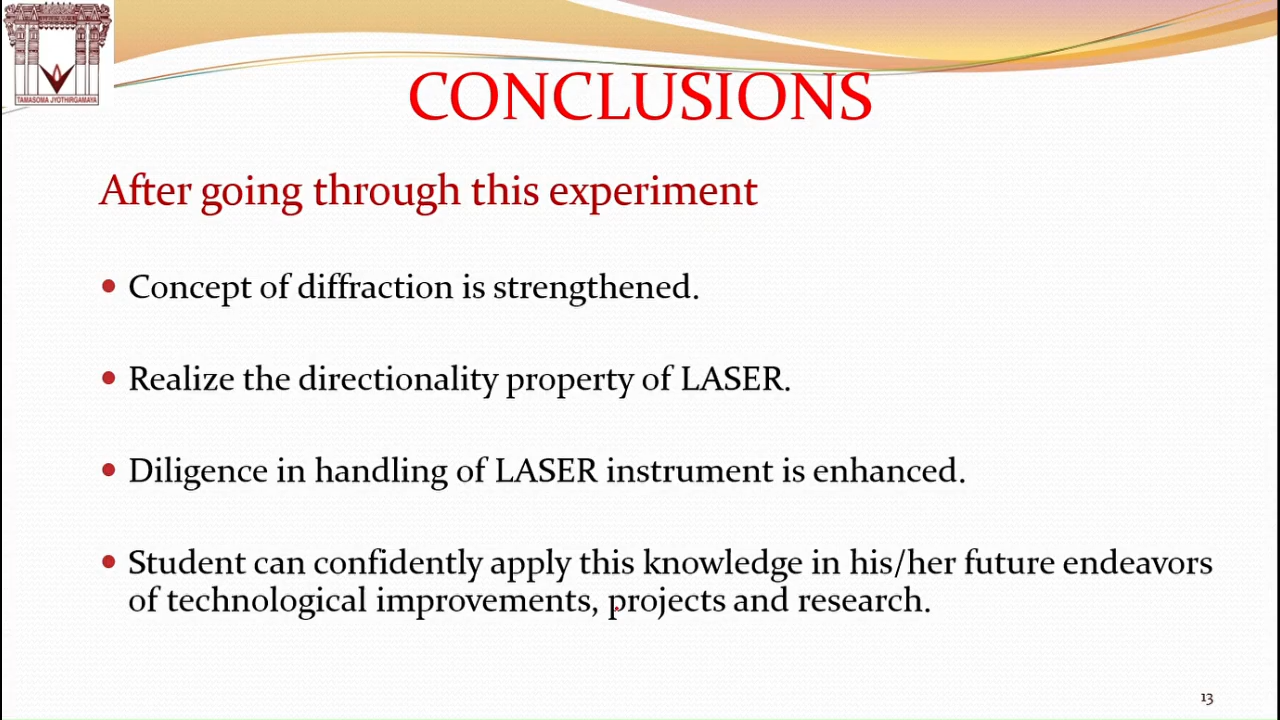 TAMASOMA JYOTHIRGAMAYA
CONCLUSIONS
After going through this experiment
• Concept of diffraction is strengthened.
• Realize the directionality property of LASER.
• Diligence in handling of LASER instrument is enhanced.
• Student can confidently apply this knowledge in his/her future endeavors
of technological improvements, projects and research.
13